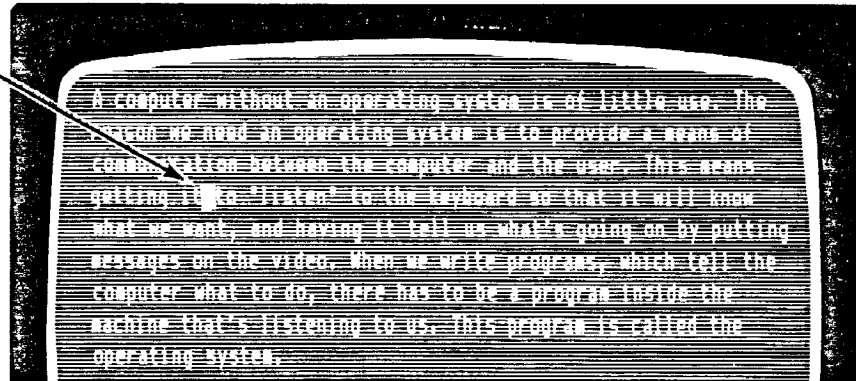 A computer without an operating system is of little use. The
reason we need an operating system is to provide a means of
communication between the computer and the user. This means
getting it to "listen" to the keyboard so that it will know
what we want, and having it tell us what's going on by putting
messages on the video. When we write programs, which tell the
computer what to do, there has to be a program inside the
machine that's listening to us. This program is called the
operating system.